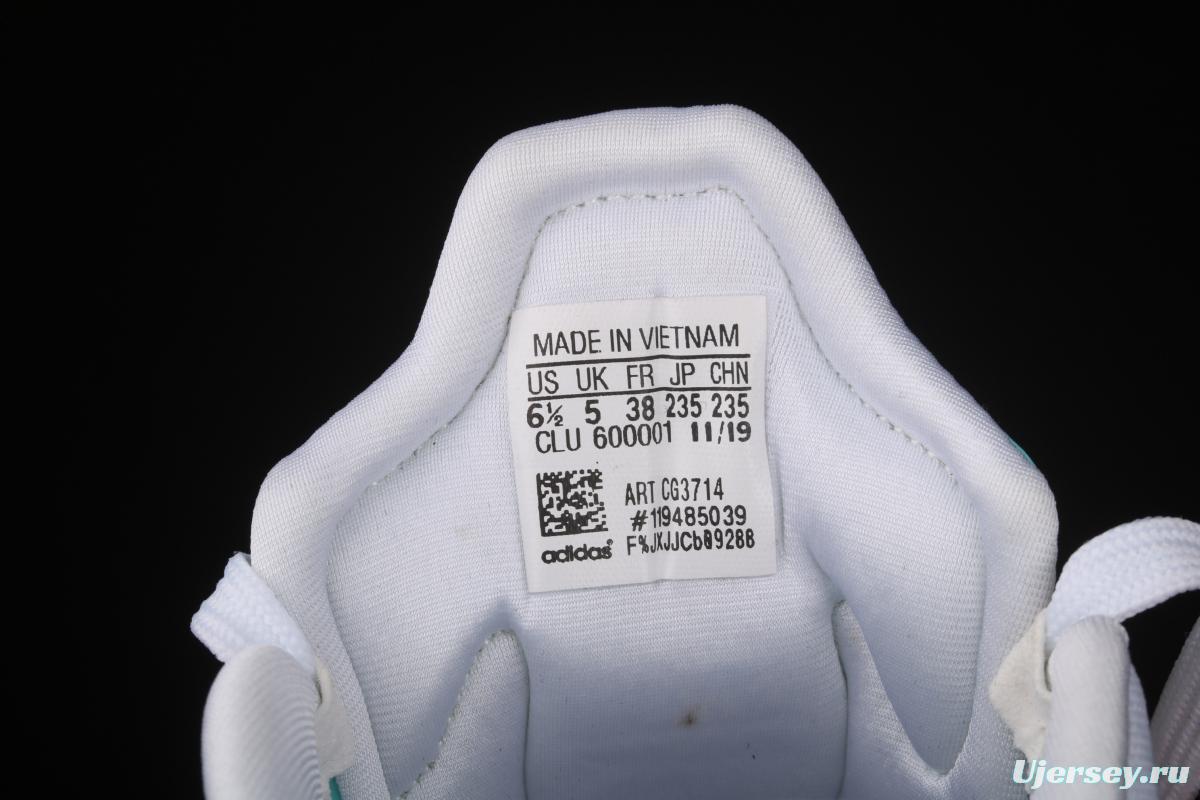 MADE IN VIETNAM
US UK FR JP CHN
6½ 5 38 235 235
CLU 600001 11/19
ART CG3714
#119485039
F%JXJJCb09288
adidas®
Ujersey.ru